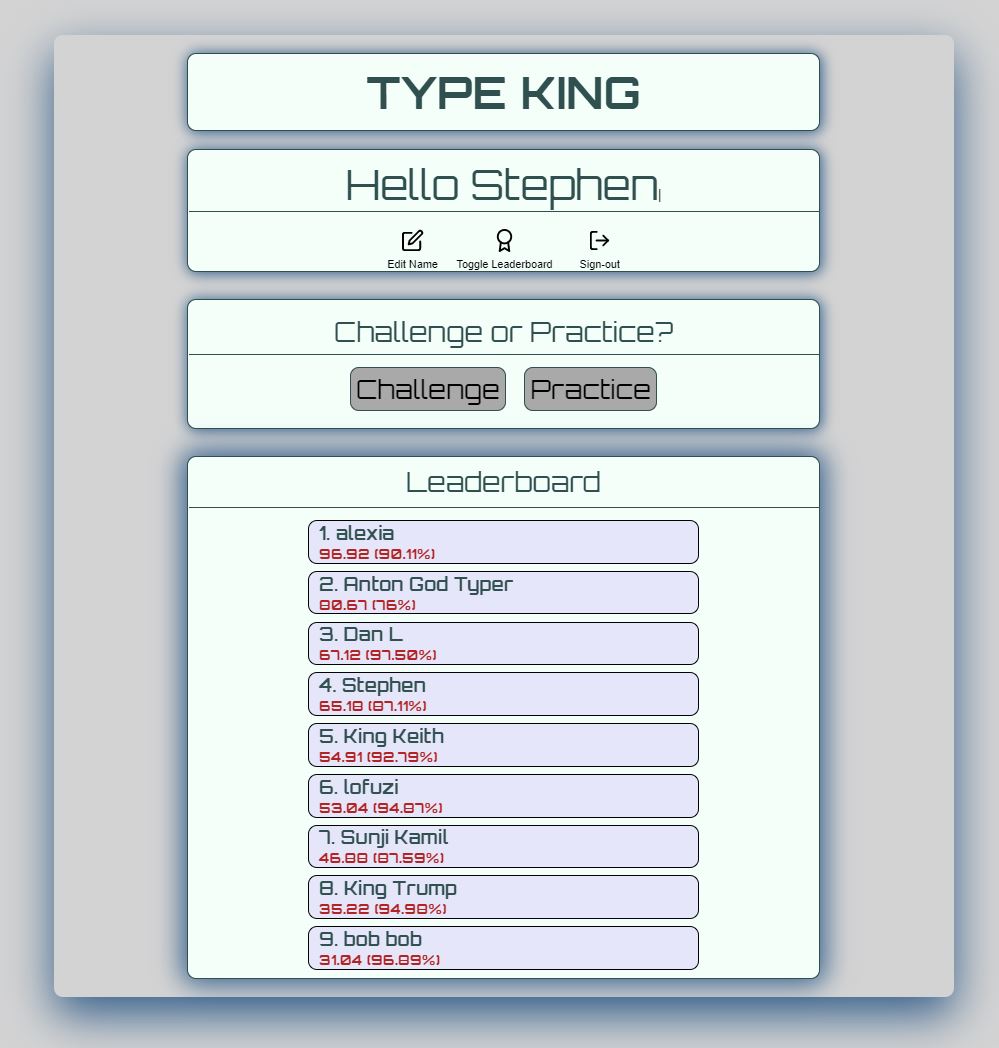 TYPE KING
Hello Stephen|
Edit Name Toggle Leaderboard Sign-out
Challenge or Practice?
Challenge Practice
Leaderboard
1. alexia
96.92 (90.11%)
2. Anton God Typer
80.67 (76%)
3. Dan L
67.12 (97.50%)
4. Stephen
65.18 (87.11%)
5. King Keith
54.91 (92.79%)
6. lofuzi
53.04 (94.87%)
7. Sunji Kamil
46.88 (87.59%)
8. King Trump
35.22 (94.98%)
9. bob bob
31.04 (96.89%)